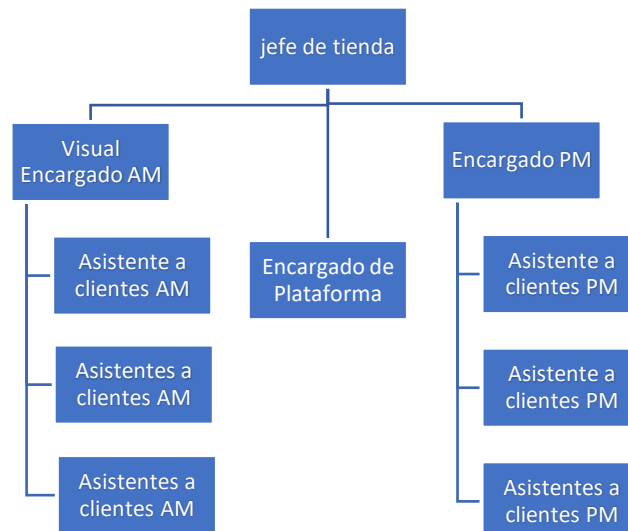 jefe de tienda
Visual
Encargado AM
Encargado PM
Encargado de
Plataforma
Asistente a
clientes AM
Asistentes a
clientes AM
Asistentes a
clientes AM
Asistente a
clientes PM
Asistente a
clientes PM
Asistentes a
clientes PM